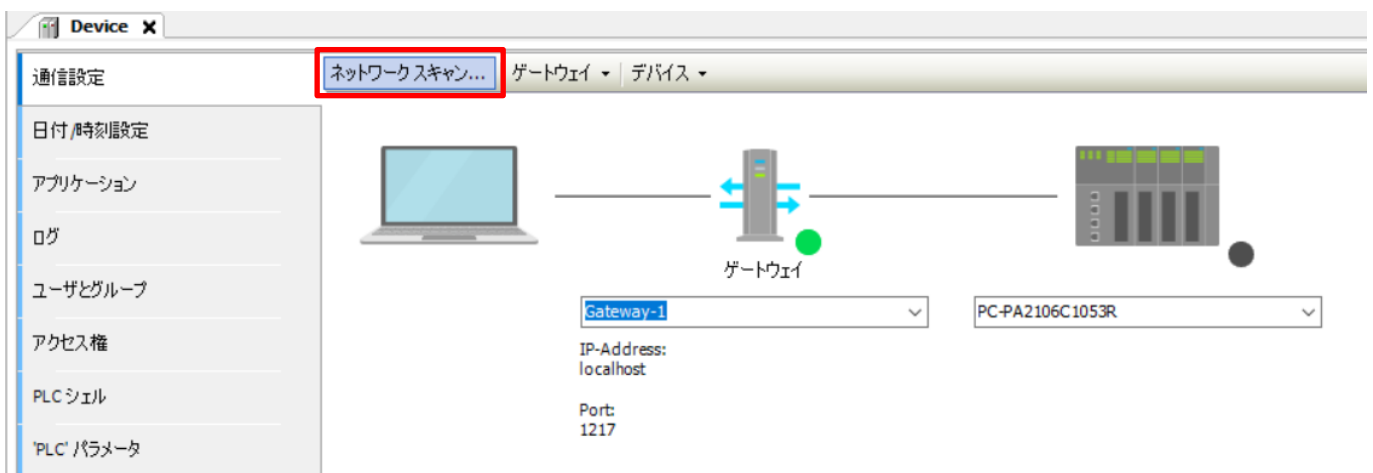 Device
通信設定
ネットワークスキャン... ゲートウェイ デバイス
日付/時刻設定
アプリケーション
ログ
ユーザとグループ
アクセス権
PLCシェル
'PLC' パラメータ
ゲートウェイ
Gateway-1
PC-PA2106C1053R
IP-Address:
localhost
Port:
1217